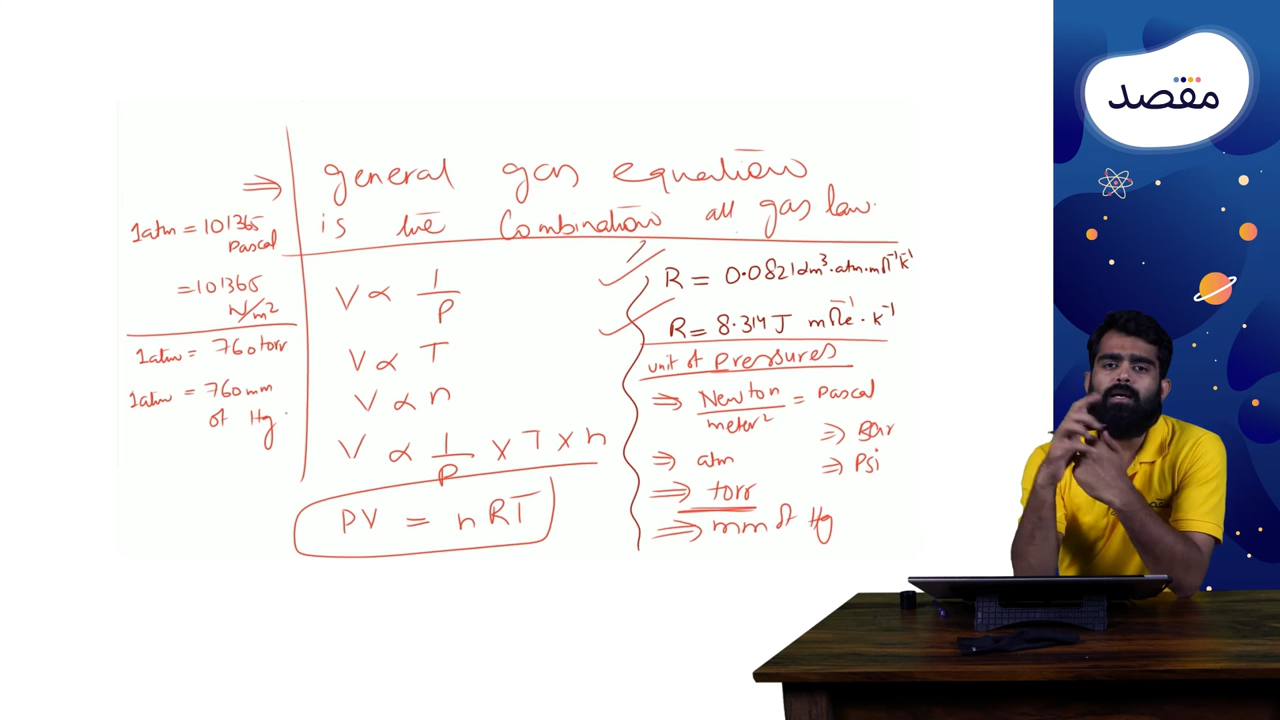 مقصد
⇒ general gas equation
is the Combination all gas law.
1atm = 101365
Pascal
= 101365
N/m²
1atm = 760 torr
1atm = 760 mm
of Hg.
V ∝ 1/P
V ∝ T
V ∝ n
V ∝ 1/P × T × n
PV = nRT
R = 0.0821 dm³.atm.mol⁻¹k⁻¹
R = 8.314 J mole⁻¹.k⁻¹
unit of Pressures
⇒ Newton/meter² = Pascal
⇒ Bar
⇒ atm
⇒ Psi
⇒ torr
⇒ mm of Hg